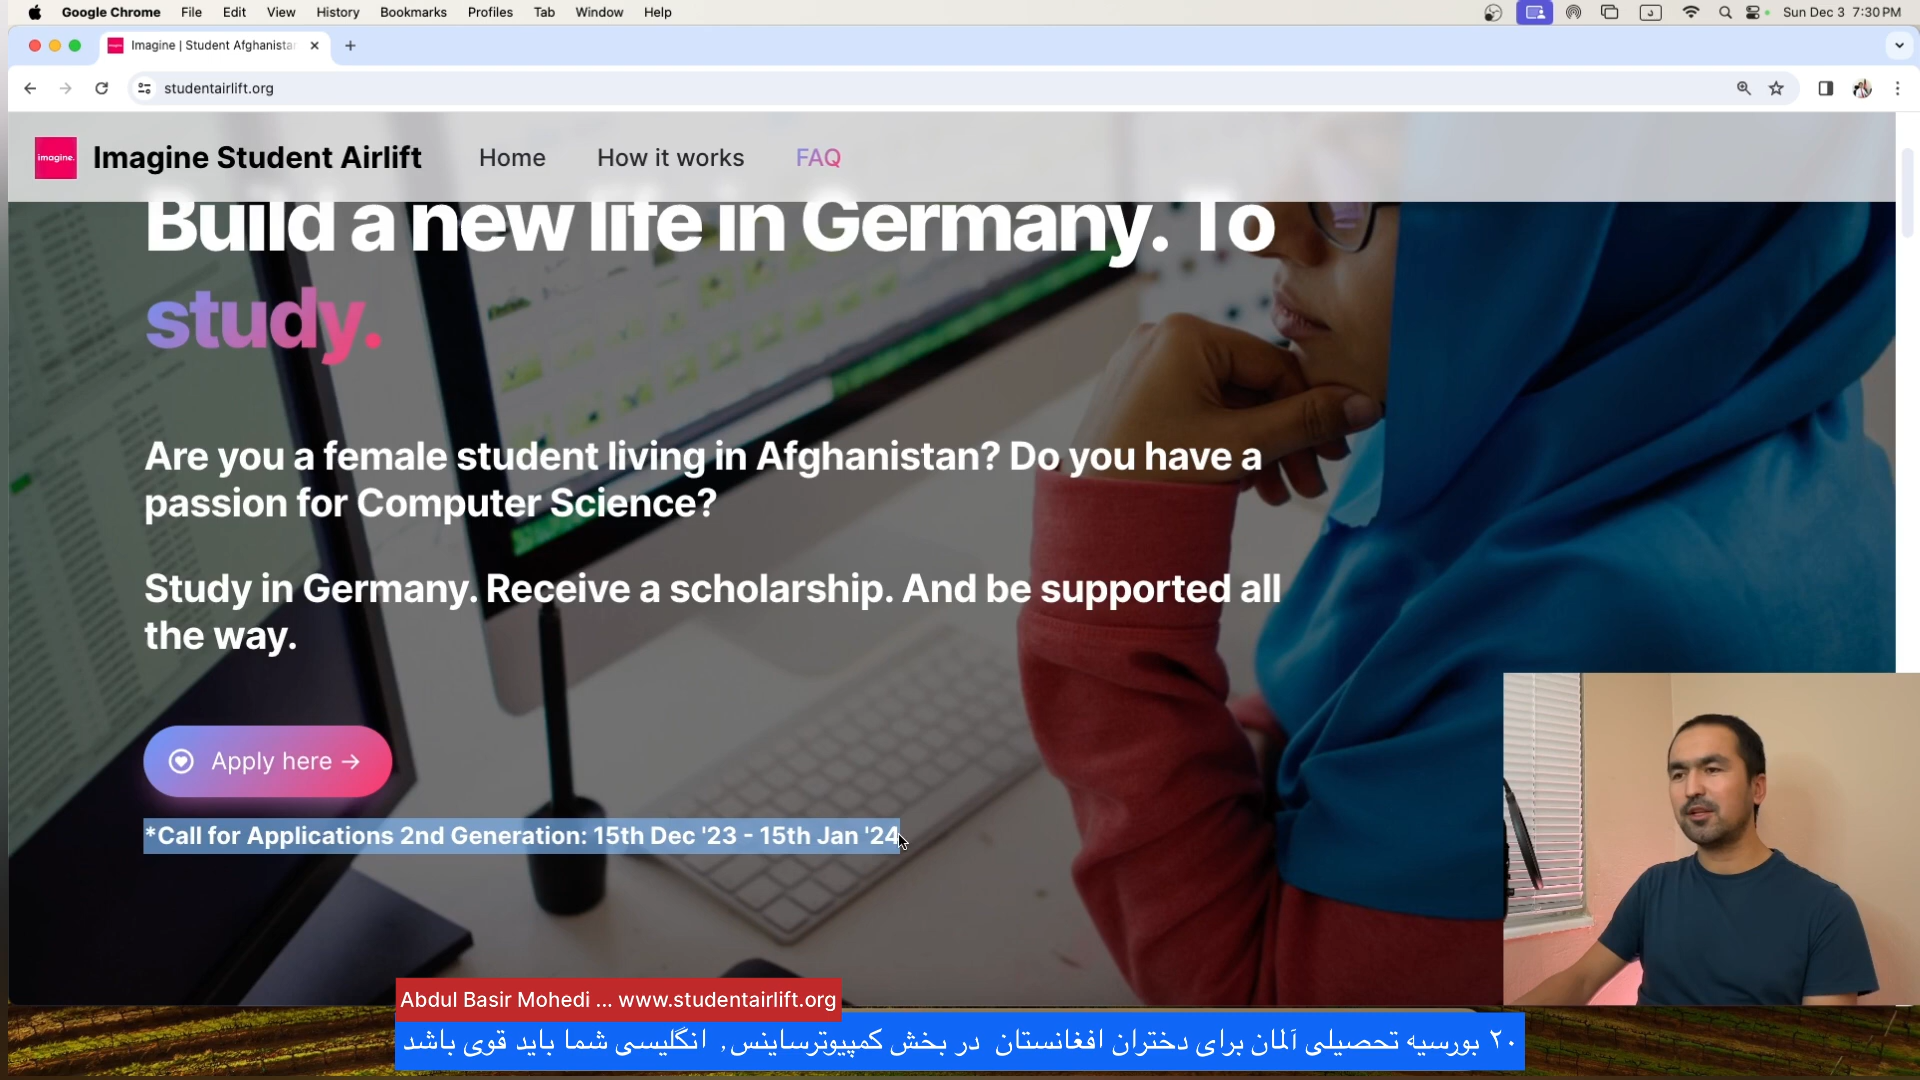 Google Chrome File Edit View History Bookmarks Profiles Tab Window Help Sun Dec 3 7:30 PM
Imagine | Student Afghanistan
studentairlift.org
imagine. Imagine Student Airlift Home How it works FAQ
Build a new life in Germany. To
study.
Are you a female student living in Afghanistan? Do you have a
passion for Computer Science?
Study in Germany. Receive a scholarship. And be supported all
the way.
Apply here →
*Call for Applications 2nd Generation: 15th Dec '23 - 15th Jan '24
Abdul Basir Mohedi ... www.studentairlift.org
۲۰ بورسیه تحصیلی آلمان برای دختران افغانستان در بخش کمپیوترساینس, انگلیسی شما باید قوی باشد